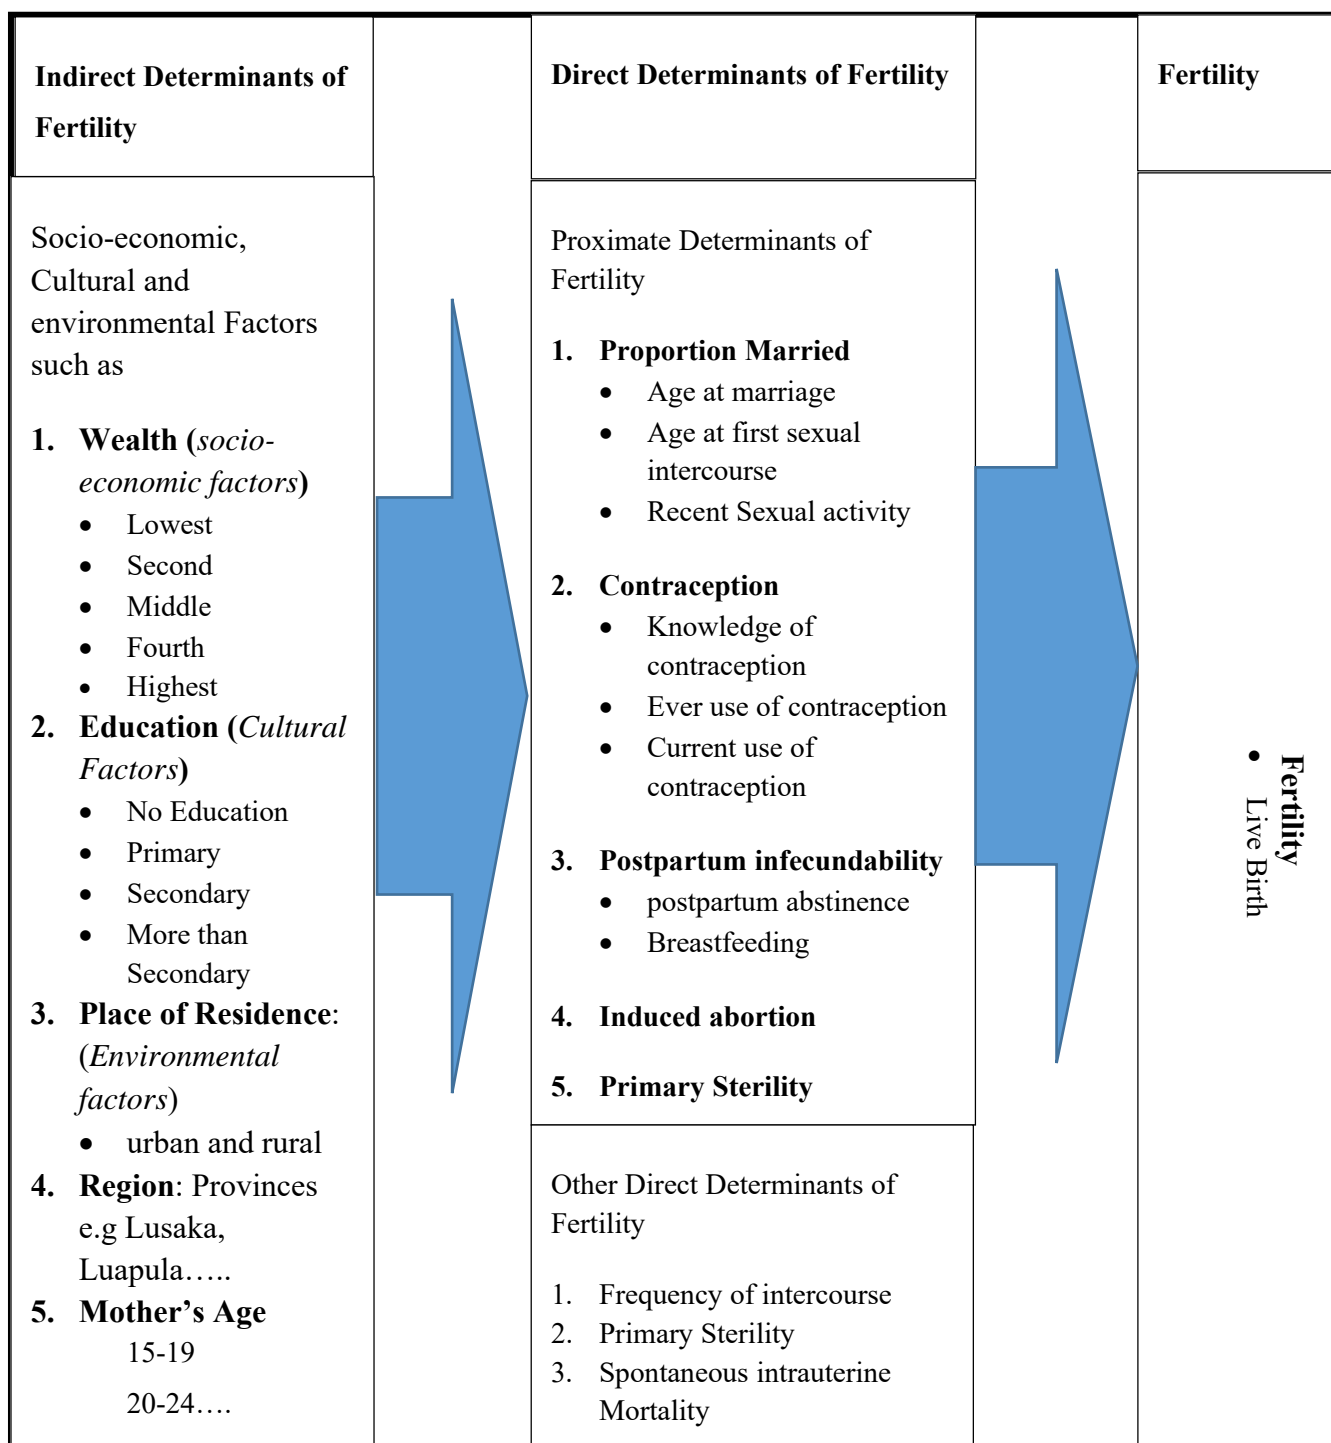 Indirect Determinants of
Fertility
Direct Determinants of Fertility
Fertility
Socio-economic,
Cultural and
environmental Factors
such as
1. Wealth (socio-
economic factors)
• Lowest
• Second
• Middle
• Fourth
• Highest
2. Education (Cultural
Factors)
• No Education
• Primary
• Secondary
• More than
Secondary
3. Place of Residence:
(Environmental
factors)
• urban and rural
4. Region: Provinces
e.g Lusaka,
Luapula…..
5. Mother’s Age
15-19
20-24….
Proximate Determinants of
Fertility
1. Proportion Married
• Age at marriage
• Age at first sexual
intercourse
• Recent Sexual activity
2. Contraception
• Knowledge of
contraception
• Ever use of contraception
• Current use of
contraception
3. Postpartum infecundability
• postpartum abstinence
• Breastfeeding
4. Induced abortion
5. Primary Sterility
Other Direct Determinants of
Fertility
1. Frequency of intercourse
2. Primary Sterility
3. Spontaneous intrauterine
Mortality
Fertility
• Live Birth